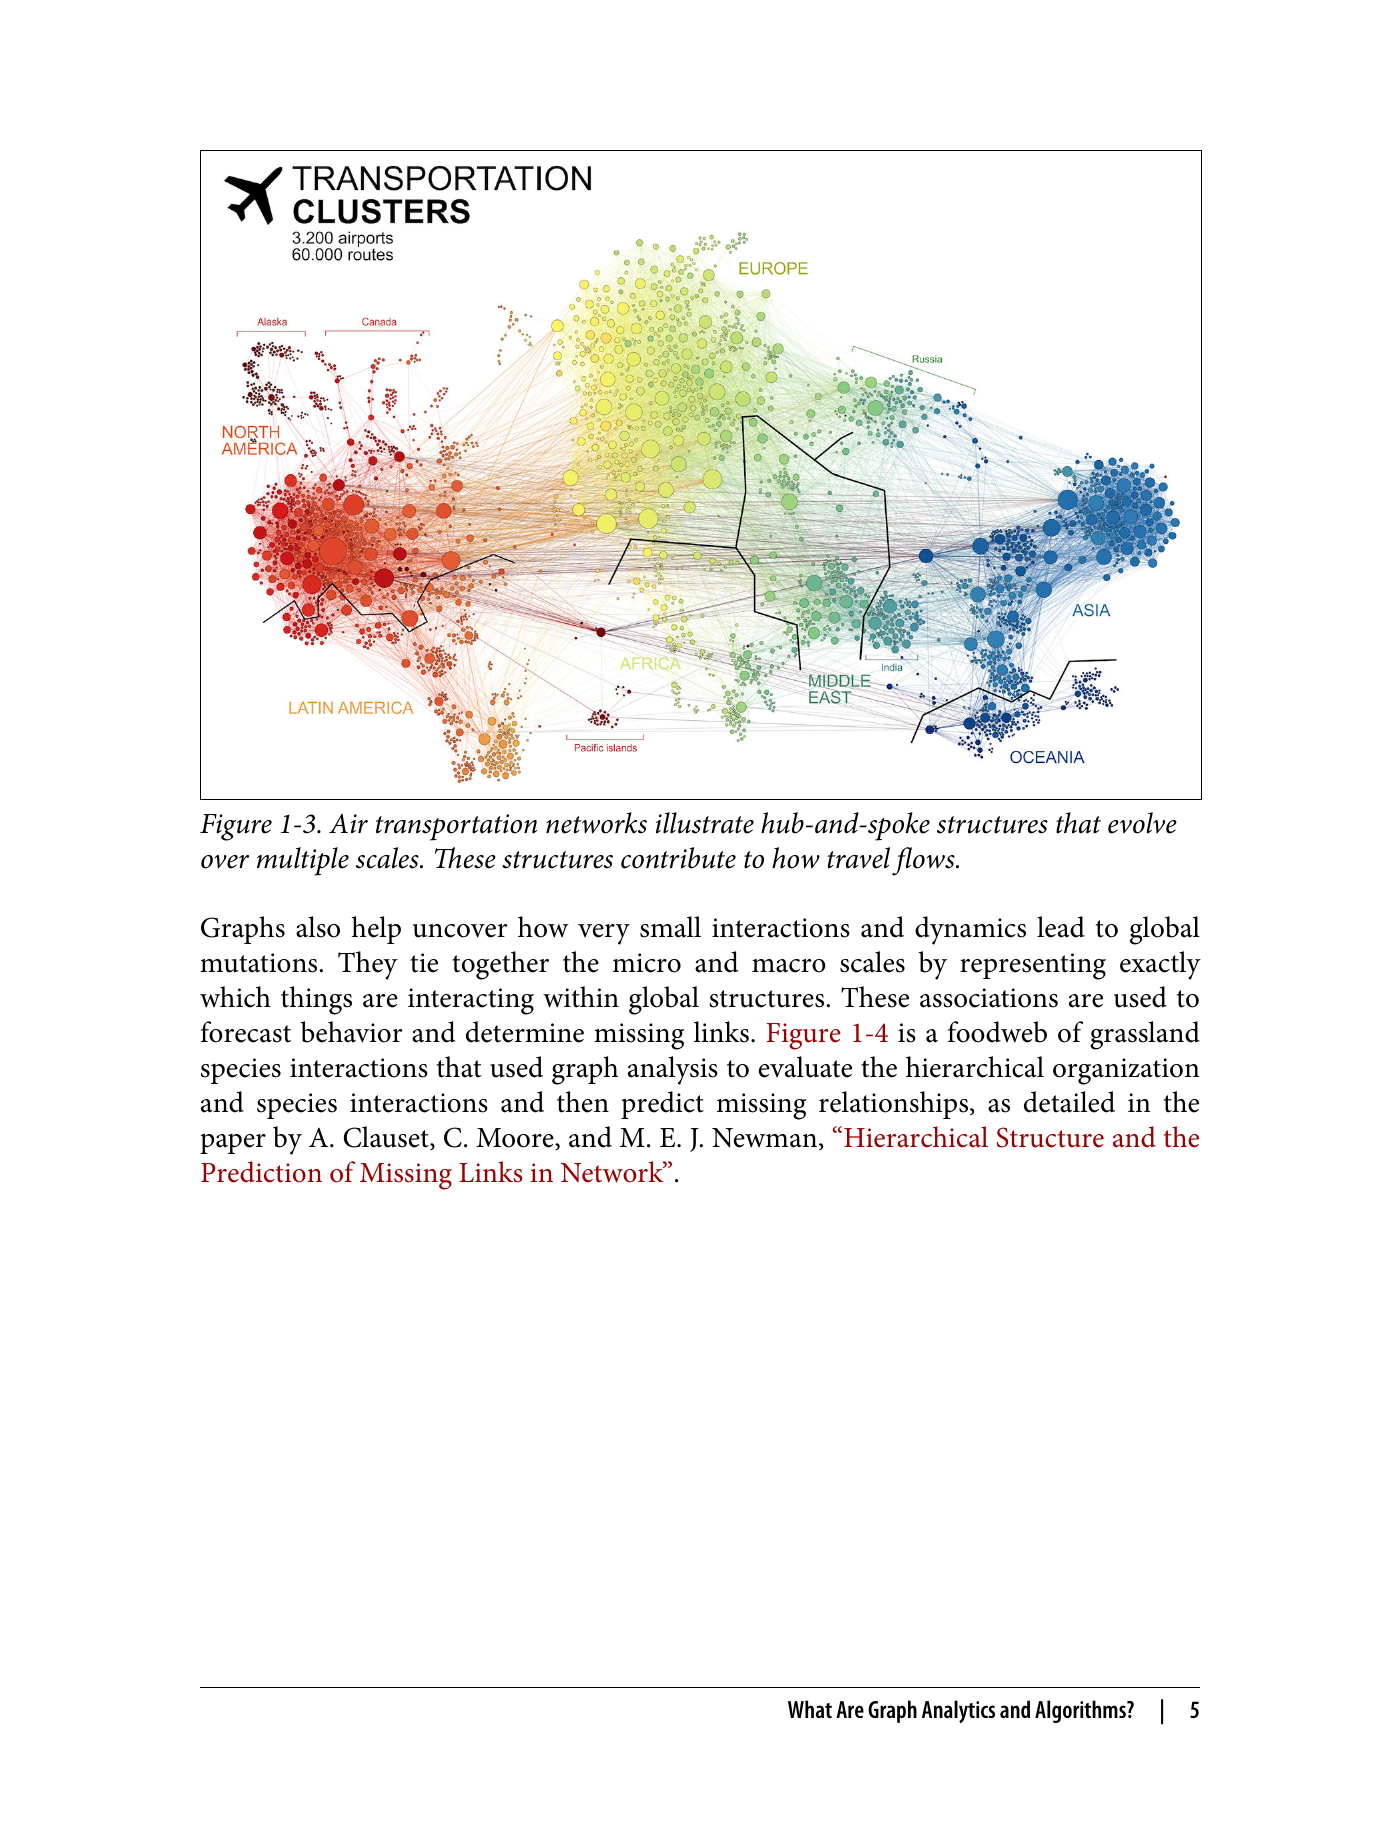 TRANSPORTATION
CLUSTERS
3.200 airports
60.000 routes
EUROPE
Alaska
Canada
Russia
NORTH
AMERICA
ASIA
AFRICA
India
MIDDLE
EAST
LATIN AMERICA
Pacific islands
OCEANIA
Figure 1-3. Air transportation networks illustrate hub-and-spoke structures that evolve
over multiple scales. These structures contribute to how travel flows.
Graphs also help uncover how very small interactions and dynamics lead to global
mutations. They tie together the micro and macro scales by representing exactly
which things are interacting within global structures. These associations are used to
forecast behavior and determine missing links. Figure 1-4 is a foodweb of grassland
species interactions that used graph analysis to evaluate the hierarchical organization
and species interactions and then predict missing relationships, as detailed in the
paper by A. Clauset, C. Moore, and M. E. J. Newman, “Hierarchical Structure and the
Prediction of Missing Links in Network”.
What Are Graph Analytics and Algorithms? | 5